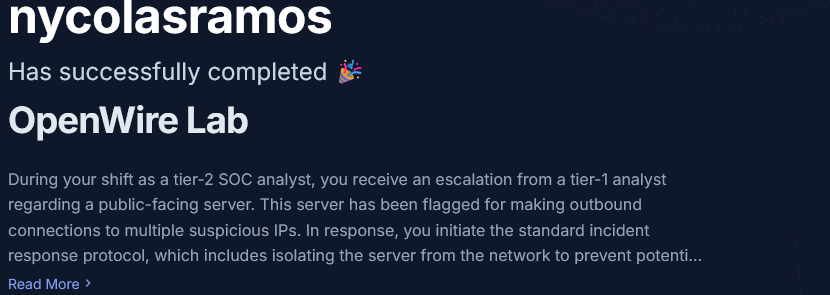 nycolasramos
Has successfully completed 🎉
OpenWire Lab
During your shift as a tier-2 SOC analyst, you receive an escalation from a tier-1 analyst
regarding a public-facing server. This server has been flagged for making outbound
connections to multiple suspicious IPs. In response, you initiate the standard incident
response protocol, which includes isolating the server from the network to prevent potenti...
Read More >